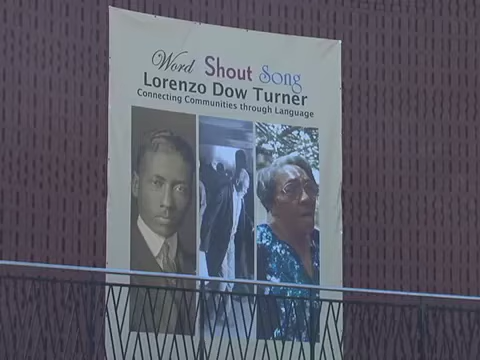 Word Shout Song
Lorenzo Dow Turner
Connecting Communities through Language